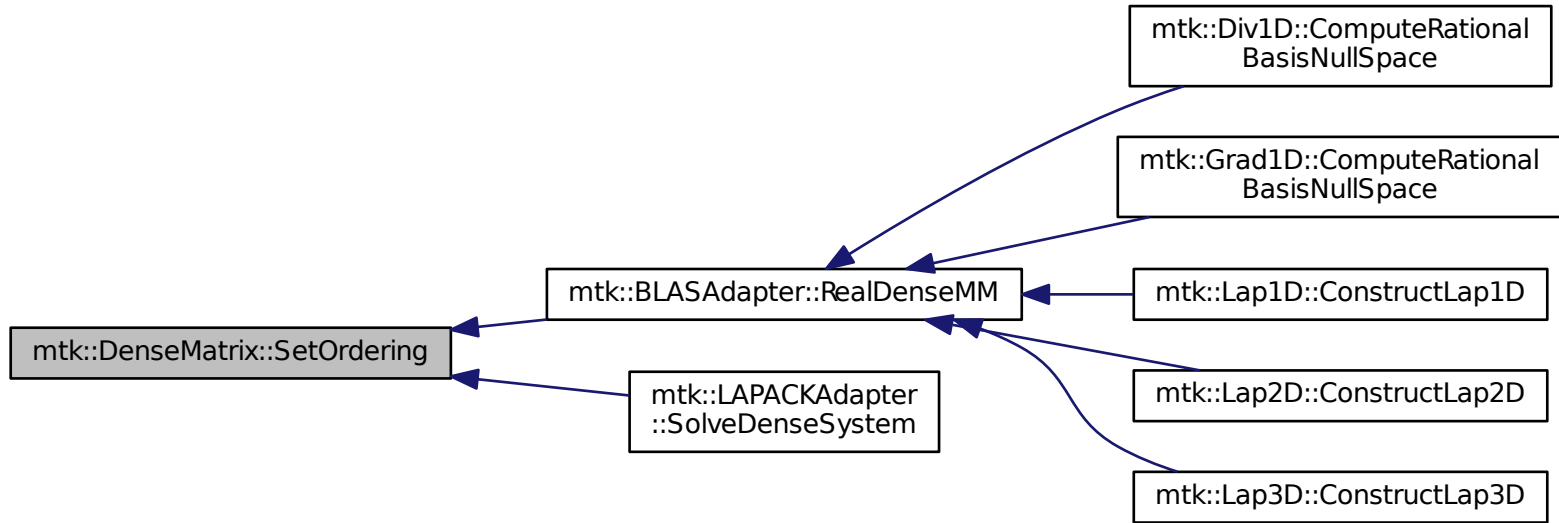 mtk::Div1D::ComputeRational
BasisNullSpace
mtk::Grad1D::ComputeRational
BasisNullSpace
mtk::BLASAdapter::RealDenseMM
mtk::Lap1D::ConstructLap1D
mtk::DenseMatrix::SetOrdering
mtk::LAPACKAdapter
::SolveDenseSystem
mtk::Lap2D::ConstructLap2D
mtk::Lap3D::ConstructLap3D